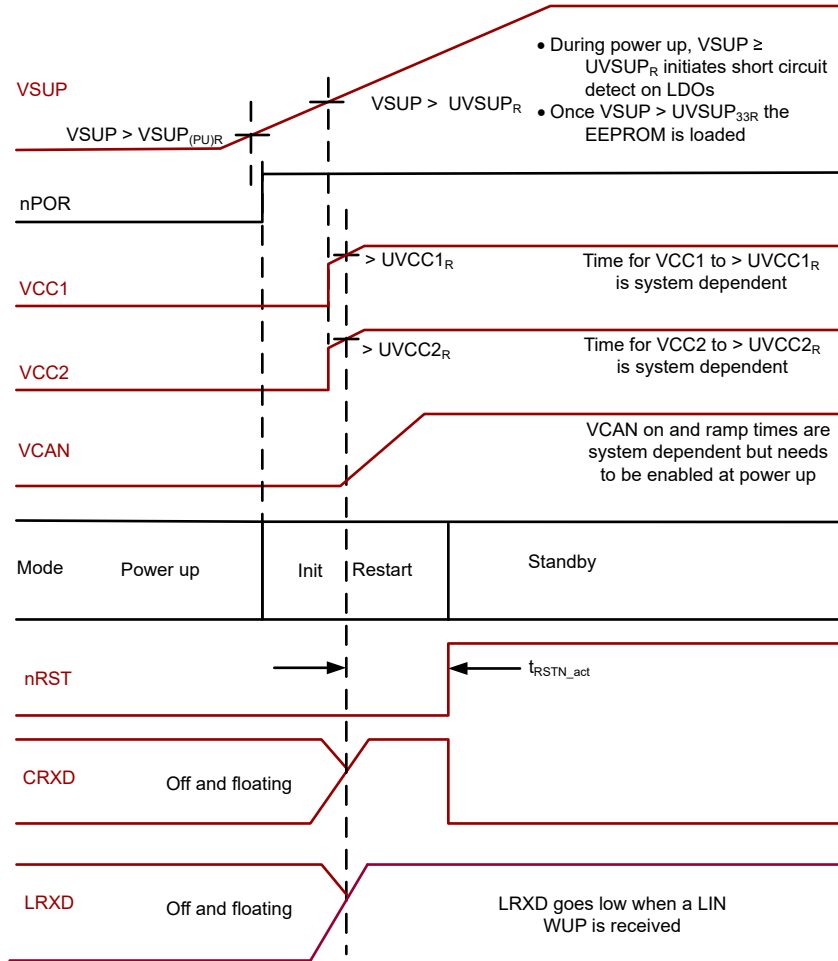 • During power up, VSUP ≥
UVSUPR initiates short circuit
detect on LDOs
VSUP
VSUP > UVSUPR
• Once VSUP > UVSUP33R the
EEPROM is loaded
VSUP > VSUP(PU)R
nPOR
> UVCC1R
Time for VCC1 to > UVCC1R
is system dependent
VCC1
> UVCC2R
Time for VCC2 to > UVCC2R
is system dependent
VCC2
VCAN
VCAN on and ramp times are
system dependent but needs
to be enabled at power up
Mode
Power up
Init
Restart
Standby
nRST
tRSTN_act
CRXD
Off and floating
LRXD
Off and floating
LRXD goes low when a LIN
WUP is received